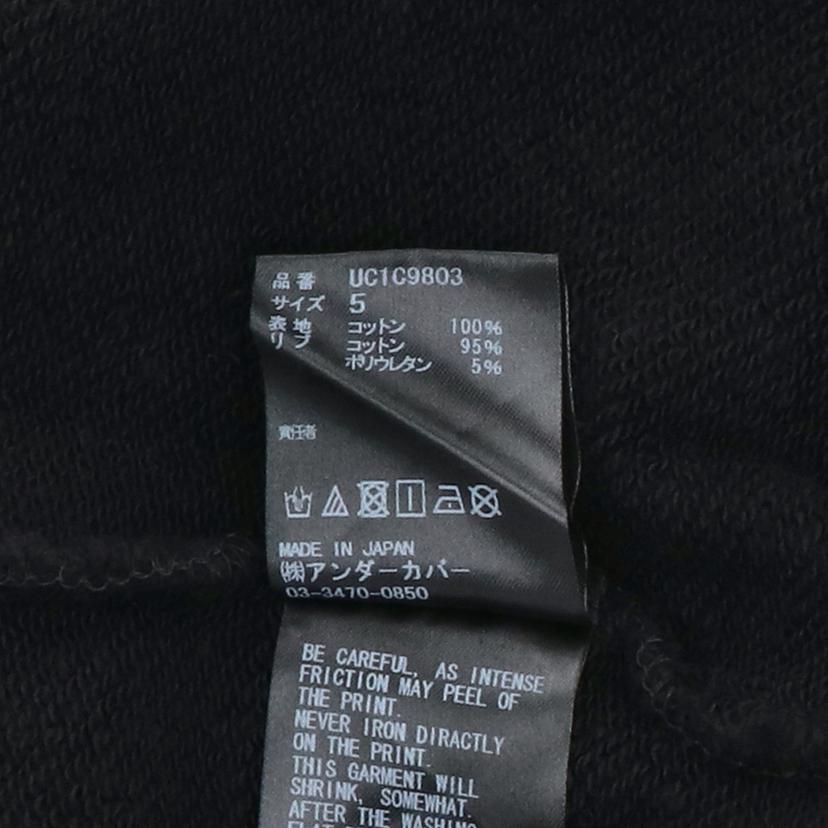 品番 UC1C9803
サイズ 5
表地 コットン 100%
リブ コットン 95%
ポリウレタン 5%
責任者
MADE IN JAPAN
㈱アンダーカバー
03-3470-0850
BE CAREFUL, AS INTENSE
FRICTION MAY PEEL OF
THE PRINT.
NEVER IRON DIRACTLY
ON THE PRINT.
THIS GARMENT WILL
SHRINK, SOMEWHAT.
AFTER THE WASHING